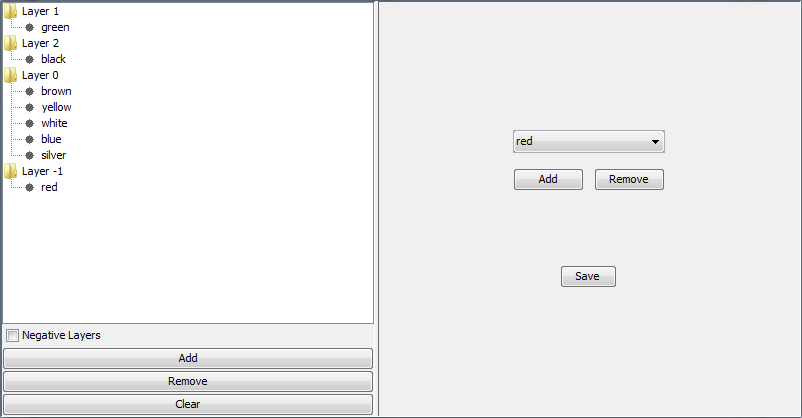 Layer 1
green
Layer 2
black
Layer 0
brown
yellow
white
blue
silver
Layer -1
red
Negative Layers
Add
Remove
Clear
red
Add Remove
Save